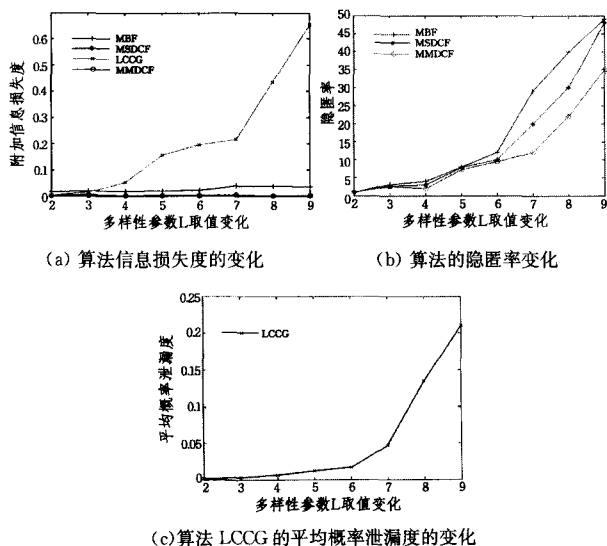 0.6
0.5
0.4
0.3
0.2
0.1
0
附加信息损失度
MBF
MSDCF
LCCG
MMDCF
2 3 4 5 6 7 8 9
多样性参数L取值变化
(a) 算法信息损失度的变化
50
45
40
35
30
25
20
15
10
5
0
隐匿率
MBF
MSDCF
MMDCF
2 3 4 5 6 7 8 9
多样性参数L取值变化
(b) 算法的隐匿率变化
0.25
0.2
0.15
0.1
0.05
0
平均概率泄漏度
LCCG
2 3 4 5 6 7 8 9
多样性参数L取值变化
(c)算法 LCCG 的平均概率泄漏度的变化